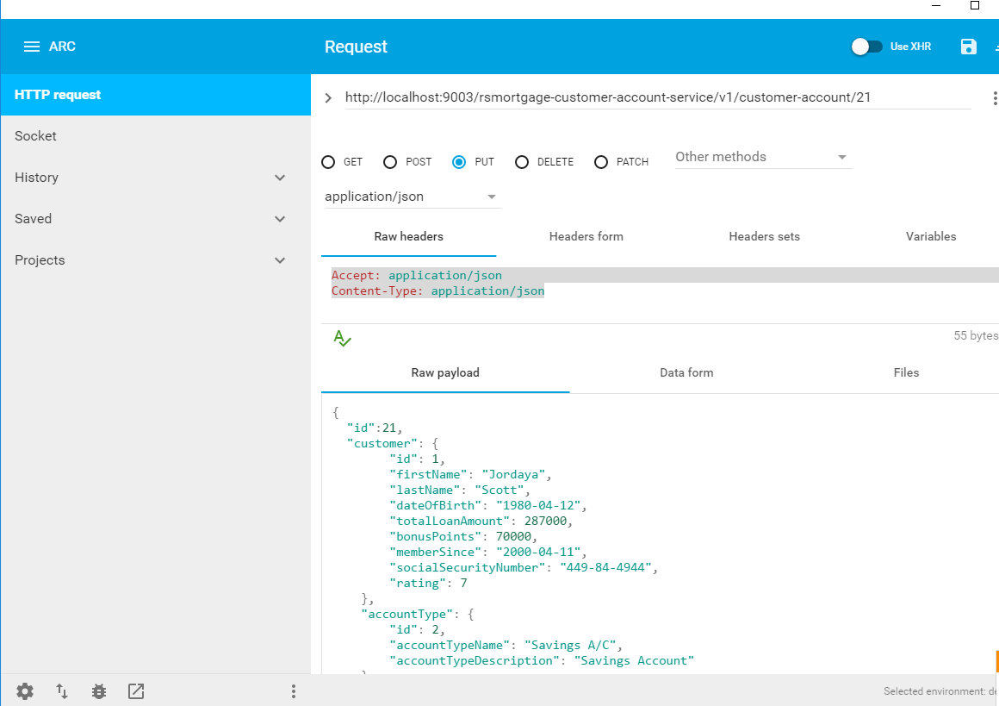 ARC
Request
Use XHR
HTTP request
http://localhost:9003/rsmortgage-customer-account-service/v1/customer-account/21
Socket
GET
POST
PUT
DELETE
PATCH
Other methods
History
application/json
Saved
Raw headers
Headers form
Headers sets
Variables
Projects
Accept: application/json
Content-Type: application/json
55 bytes
Raw payload
Data form
Files
{
"id":21,
"customer": {
"id": 1,
"firstName": "Jordaya",
"lastName": "Scott",
"dateOfBirth": "1980-04-12",
"totalLoanAmount": 287000,
"bonusPoints": 70000,
"memberSince": "2000-04-11",
"socialSecurityNumber": "449-84-4944",
"rating": 7
},
"accountType": {
"id": 2,
"accountTypeName": "Savings A/C",
"accountTypeDescription": "Savings Account"
Selected environment: